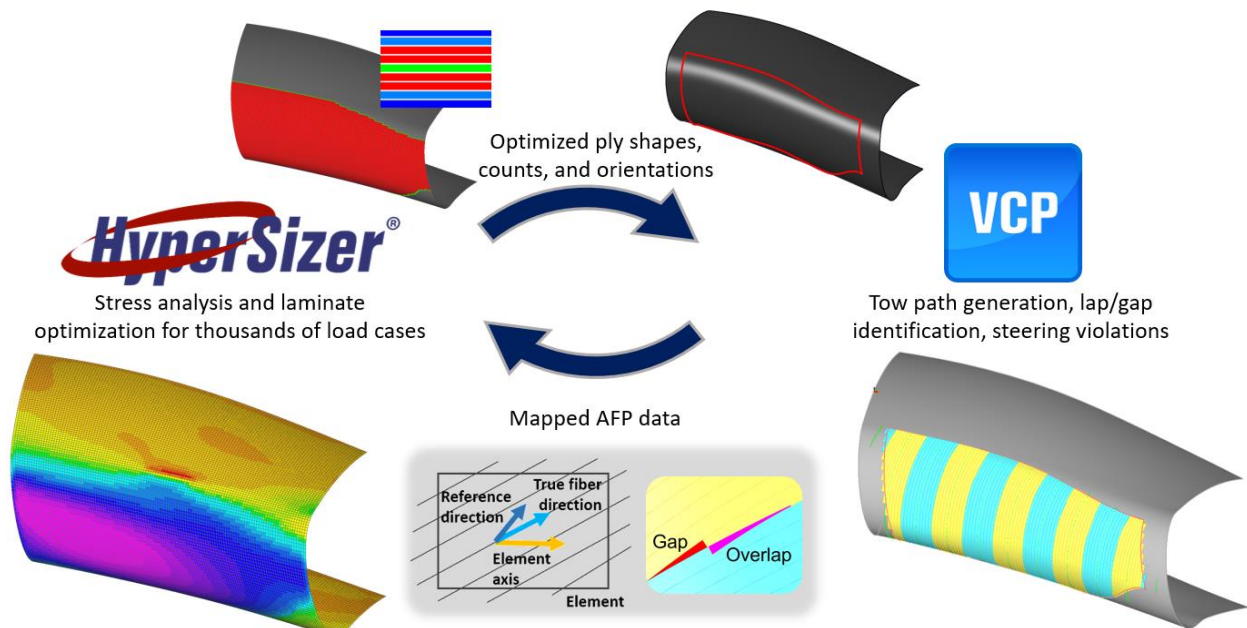 Optimized ply shapes,
counts, and orientations
HyperSizer®
VCP
Stress analysis and laminate
optimization for thousands of load cases
Tow path generation, lap/gap
identification, steering violations
Mapped AFP data
Reference
direction
True fiber
direction
Element
axis
Element
Gap
Overlap